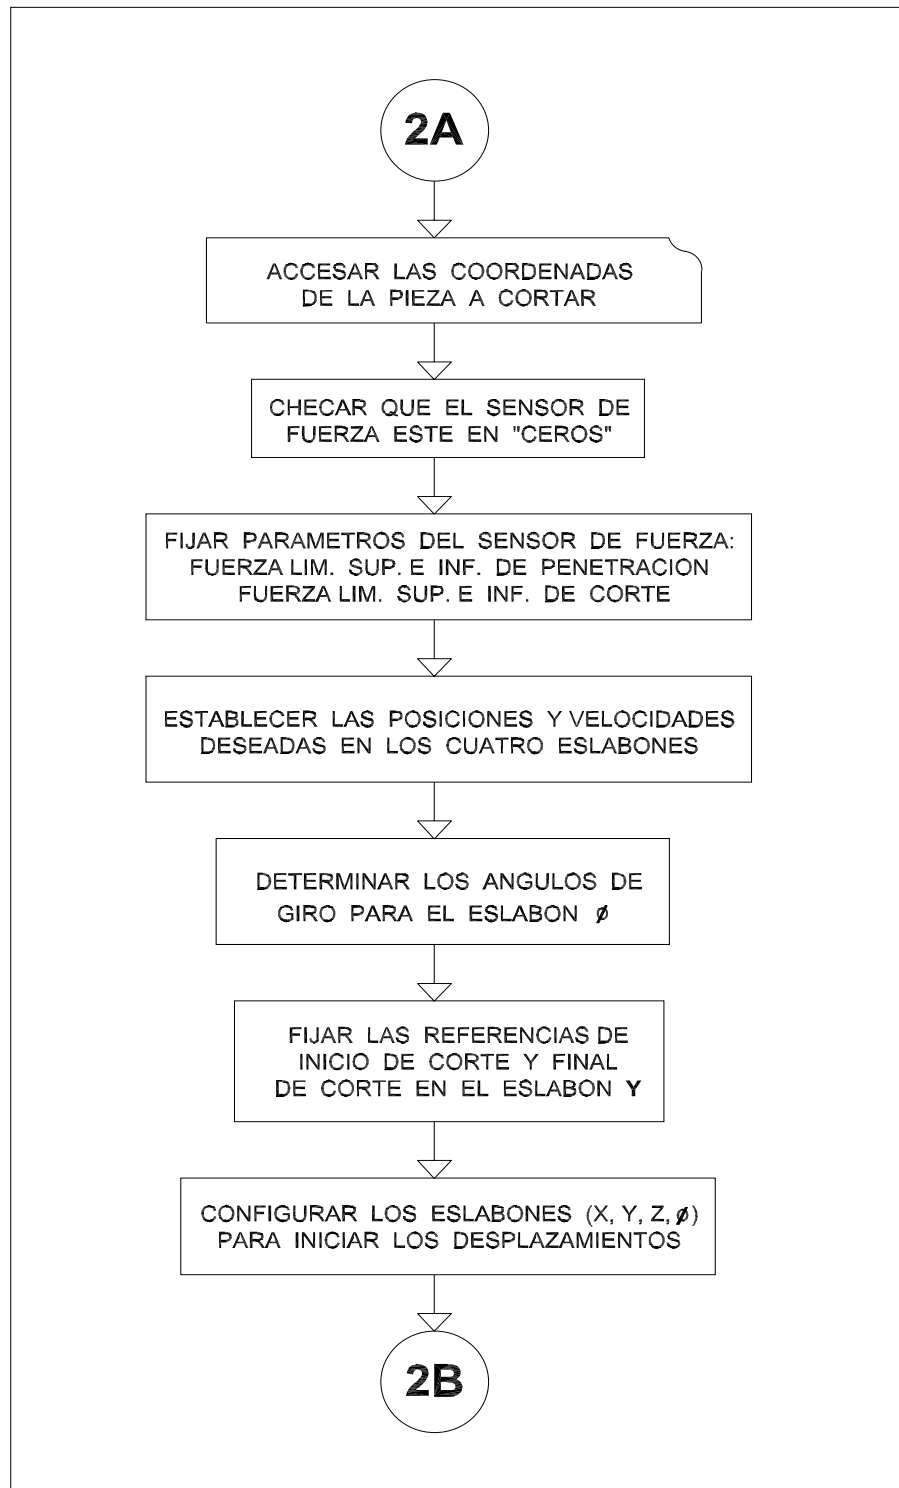 2A
ACCESAR LAS COORDENADAS
DE LA PIEZA A CORTAR
CHECAR QUE EL SENSOR DE
FUERZA ESTE EN "CEROS"
FIJAR PARAMETROS DEL SENSOR DE FUERZA:
FUERZA LIM. SUP. E INF. DE PENETRACION
FUERZA LIM. SUP. E INF. DE CORTE
ESTABLECER LAS POSICIONES Y VELOCIDADES
DESEADAS EN LOS CUATRO ESLABONES
DETERMINAR LOS ANGULOS DE
GIRO PARA EL ESLABON ø
FIJAR LAS REFERENCIAS DE
INICIO DE CORTE Y FINAL
DE CORTE EN EL ESLABON Y
CONFIGURAR LOS ESLABONES (X, Y, Z, ø)
PARA INICIAR LOS DESPLAZAMIENTOS
2B